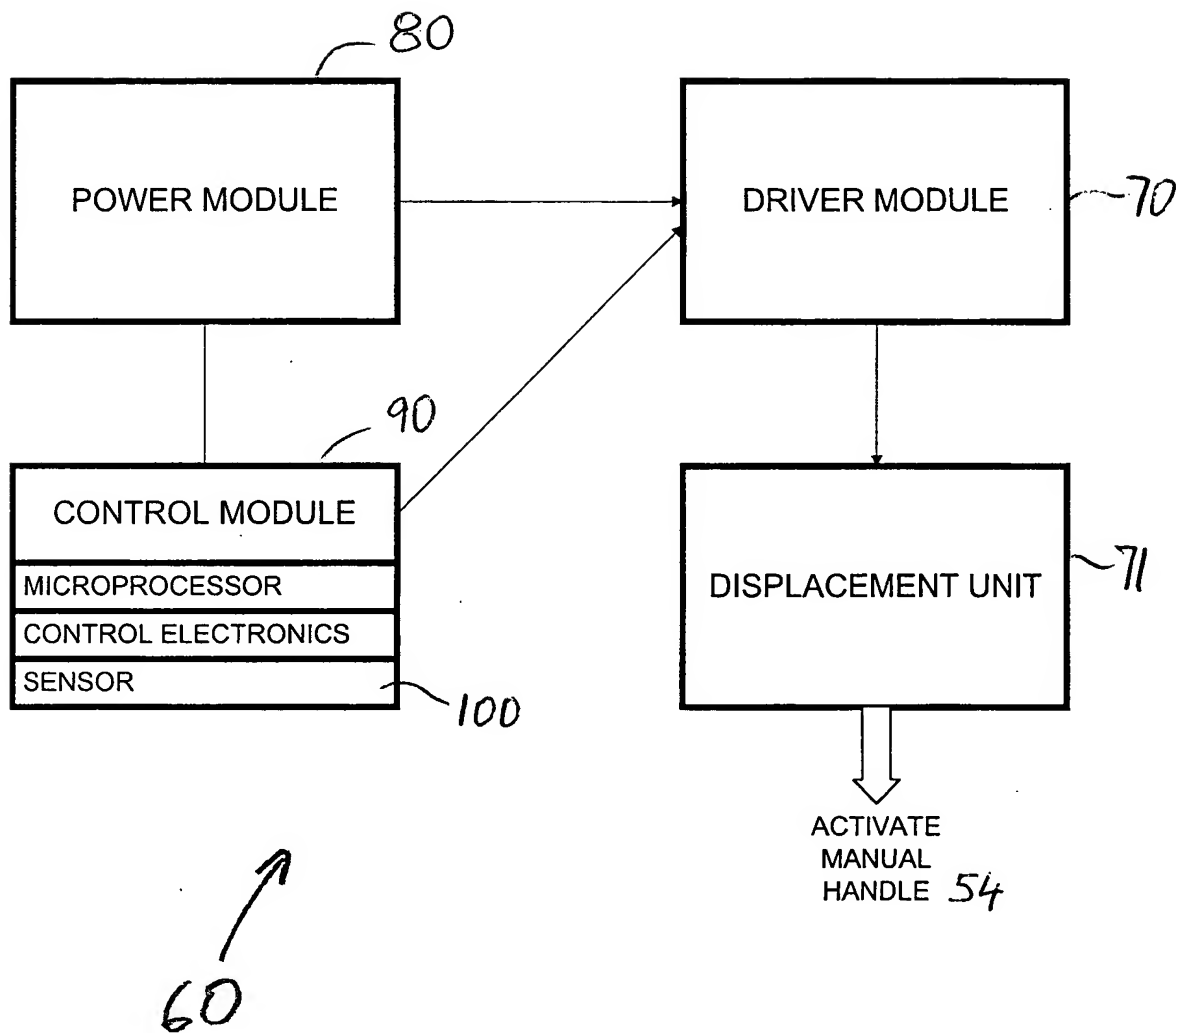 80
POWER MODULE
DRIVER MODULE
70
90
CONTROL MODULE
MICROPROCESSOR
CONTROL ELECTRONICS
SENSOR
100
DISPLACEMENT UNIT
71
ACTIVATE
MANUAL
HANDLE 54
60